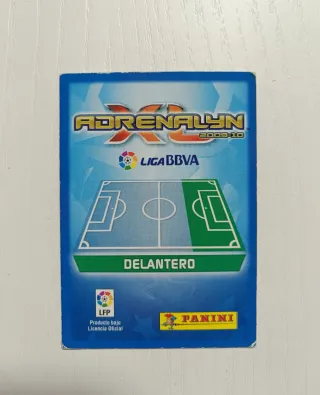 ADRENALYN
XL
2009-10
LIGA BBVA
DELANTERO
LFP
Producto bajo
Licencia Oficial
PANINI